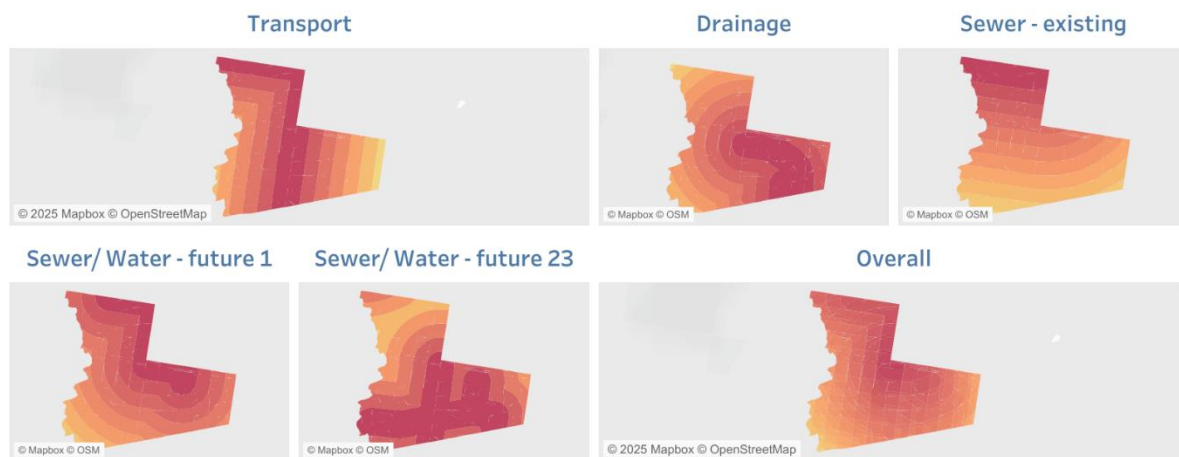 Transport
Drainage
Sewer - existing
© 2025 Mapbox © OpenStreetMap
© Mapbox © OSM
© Mapbox © OSM
Sewer/ Water - future 1
Sewer/ Water - future 23
Overall
© Mapbox © OSM
© Mapbox © OSM
© 2025 Mapbox © OpenStreetMap